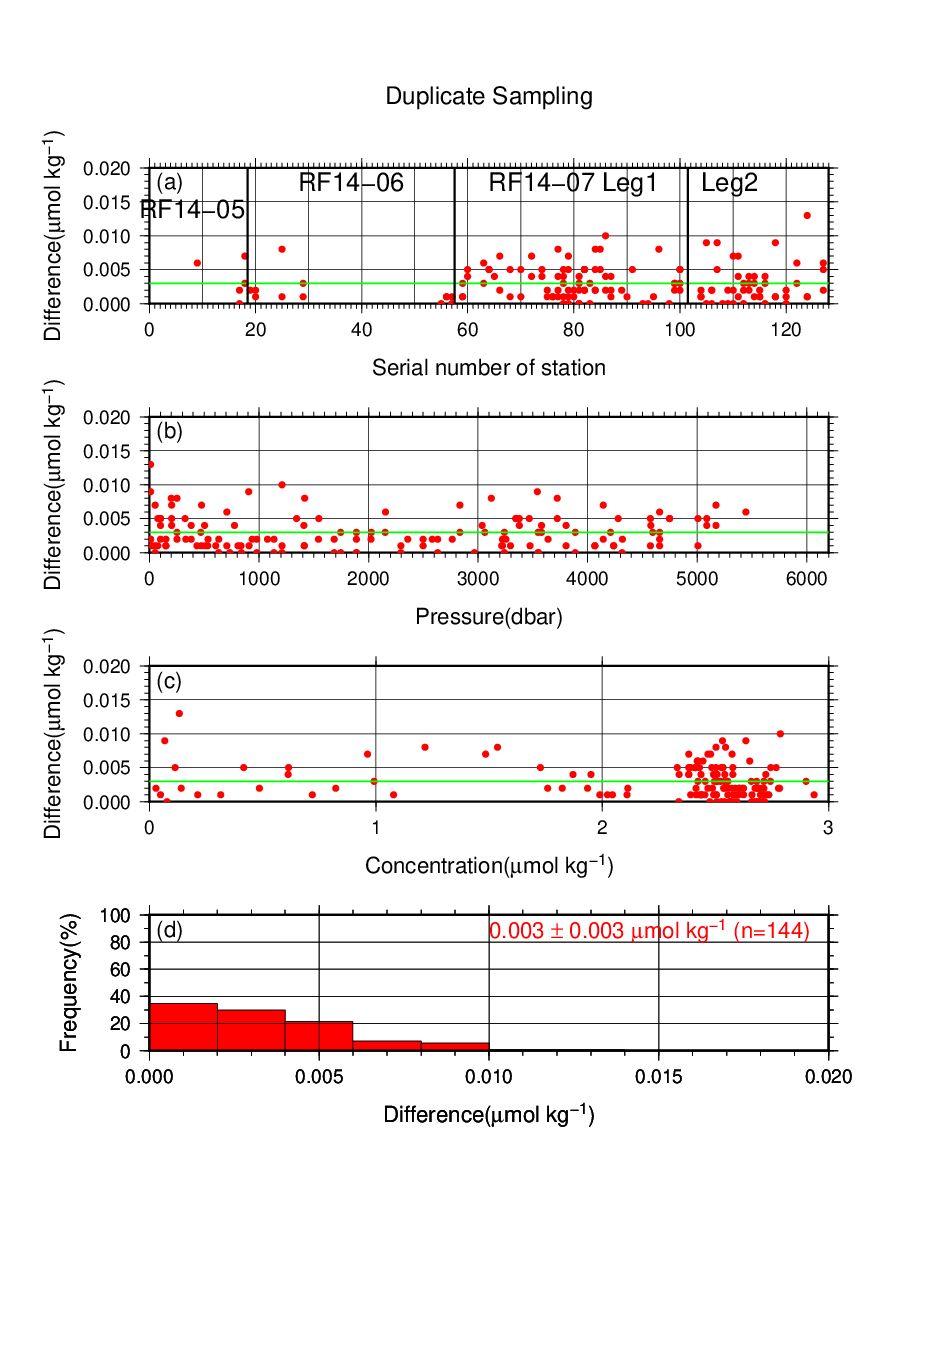 Duplicate Sampling
Difference(μmol kg−1)
0.020
0.015
0.010
0.005
0.000
(a)
RF14−05
RF14−06
RF14−07 Leg1
Leg2
0 20 40 60 80 100 120
Serial number of station
Difference(μmol kg−1)
0.020
0.015
0.010
0.005
0.000
(b)
0 1000 2000 3000 4000 5000 6000
Pressure(dbar)
Difference(μmol kg−1)
0.020
0.015
0.010
0.005
0.000
(c)
0 1 2 3
Concentration(μmol kg−1)
Frequency(%)
100
80
60
40
20
0
(d)
0.003 ± 0.003 μmol kg−1 (n=144)
0.000 0.005 0.010 0.015 0.020
Difference(μmol kg−1)